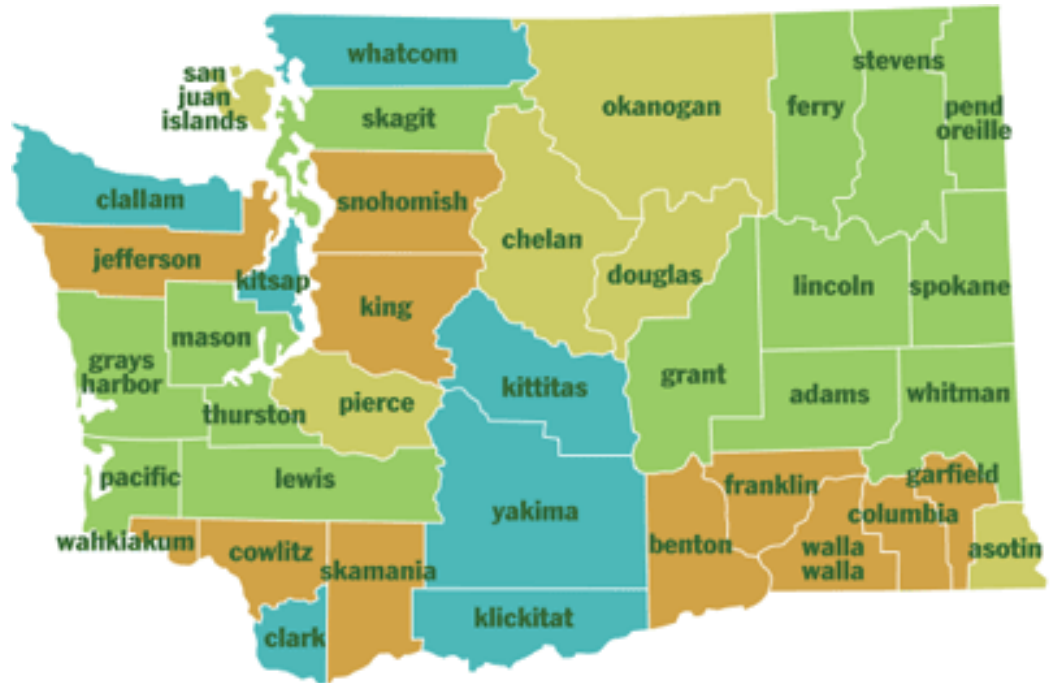 whatcom
san
juan
islands
skagit
okanogan
ferry
stevens
pend
oreille
clallam
snohomish
chelan
jefferson
kitsap
douglas
lincoln
spokane
king
mason
grays
harbor
thurston
pierce
kittitas
grant
adams
whitman
pacific
lewis
yakima
franklin
garfield
columbia
wahkiakum
cowlitz
skamania
benton
walla
walla
asotin
clark
klickitat